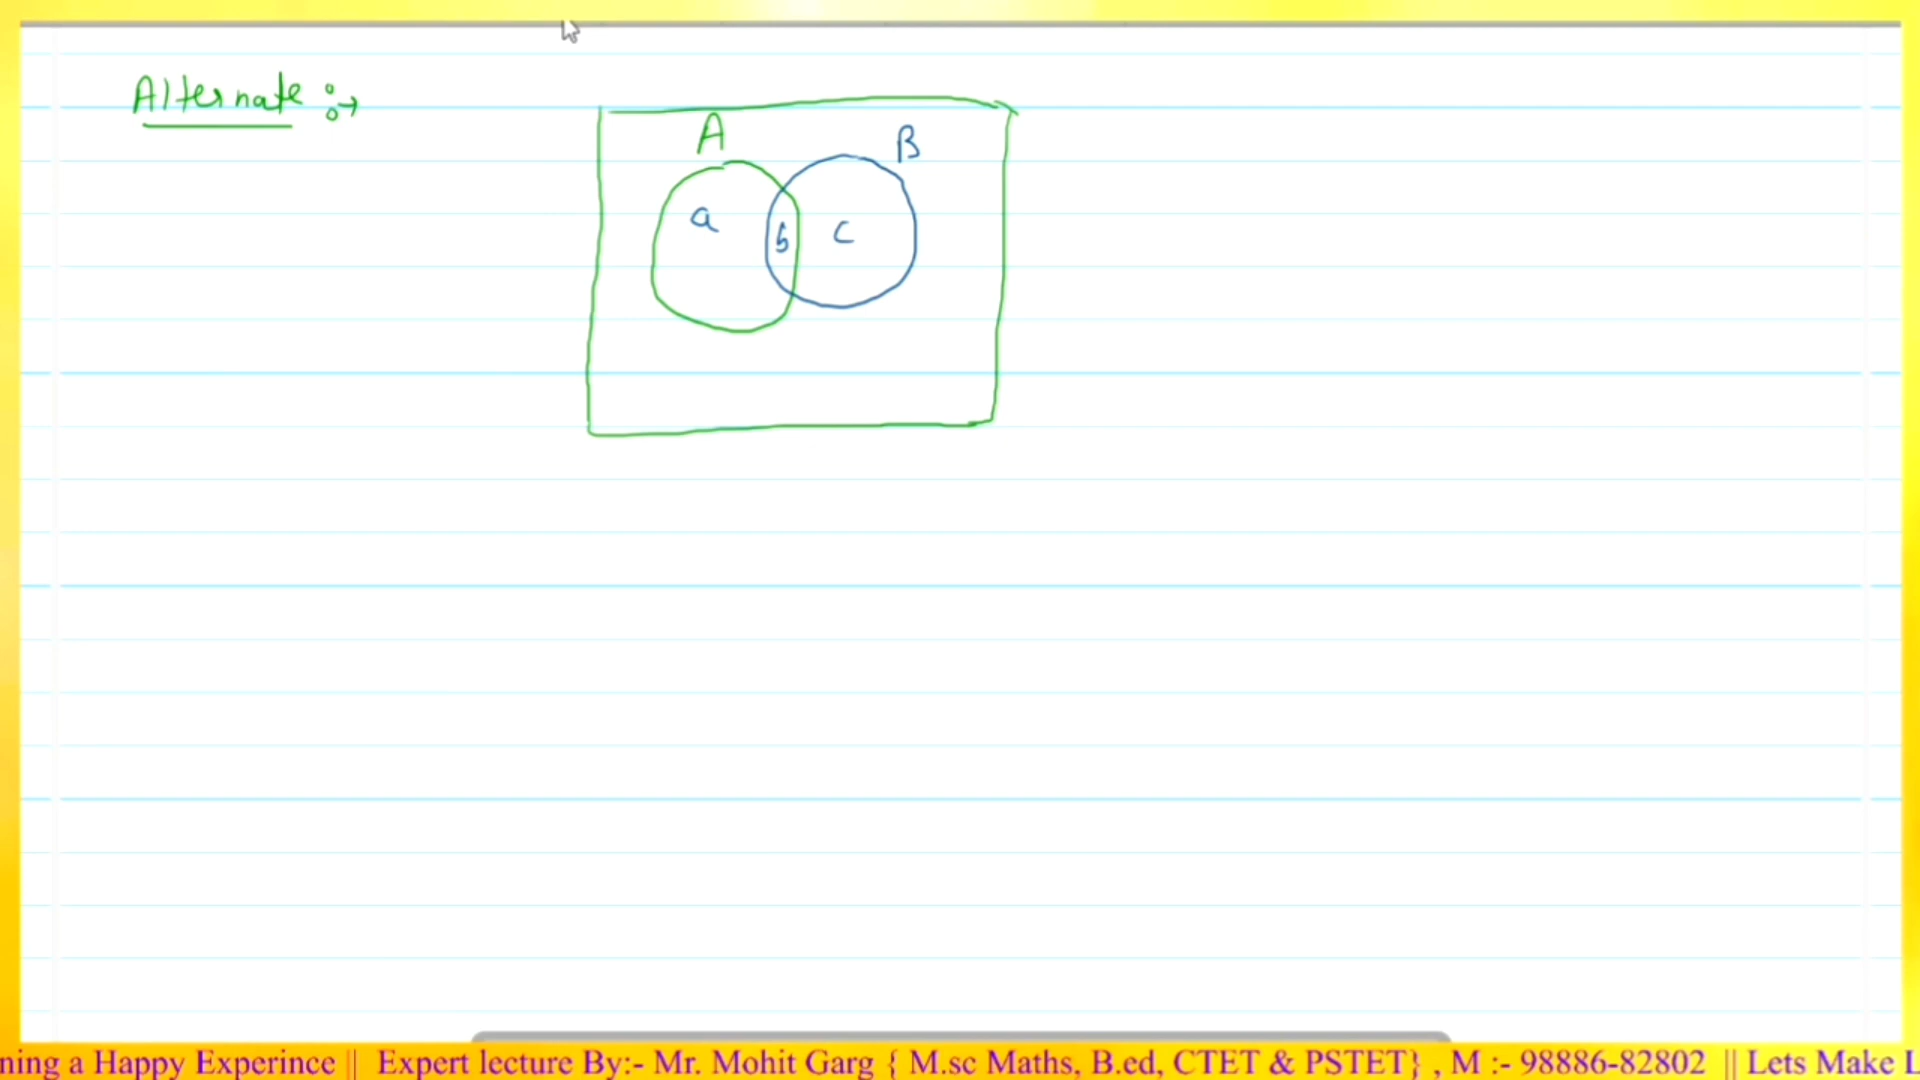 Alternate :→
A
B
a
b
c
ning a Happy Experince || Expert lecture By:- Mr. Mohit Garg { M.sc Maths, B.ed, CTET & PSTET} , M :- 98886-82802 || Lets Make L